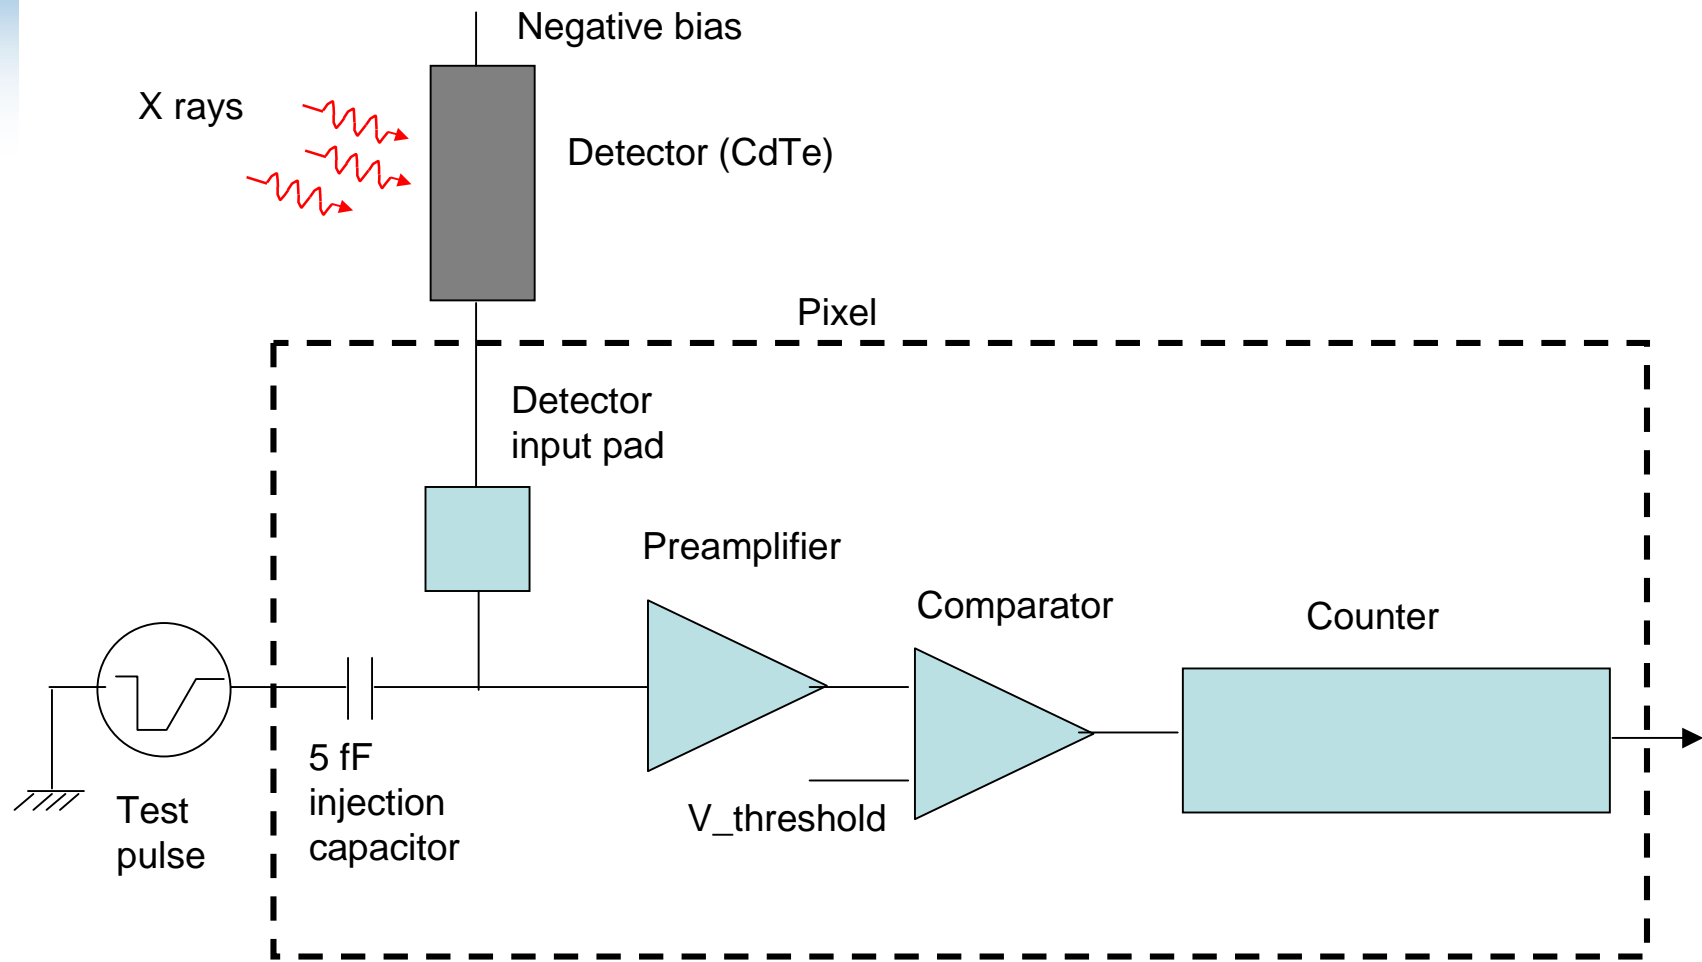 Negative bias
X rays
Detector (CdTe)
Pixel
Detector
input pad
Preamplifier
Comparator
Counter
5 fF
injection
capacitor
Test
pulse
V_threshold